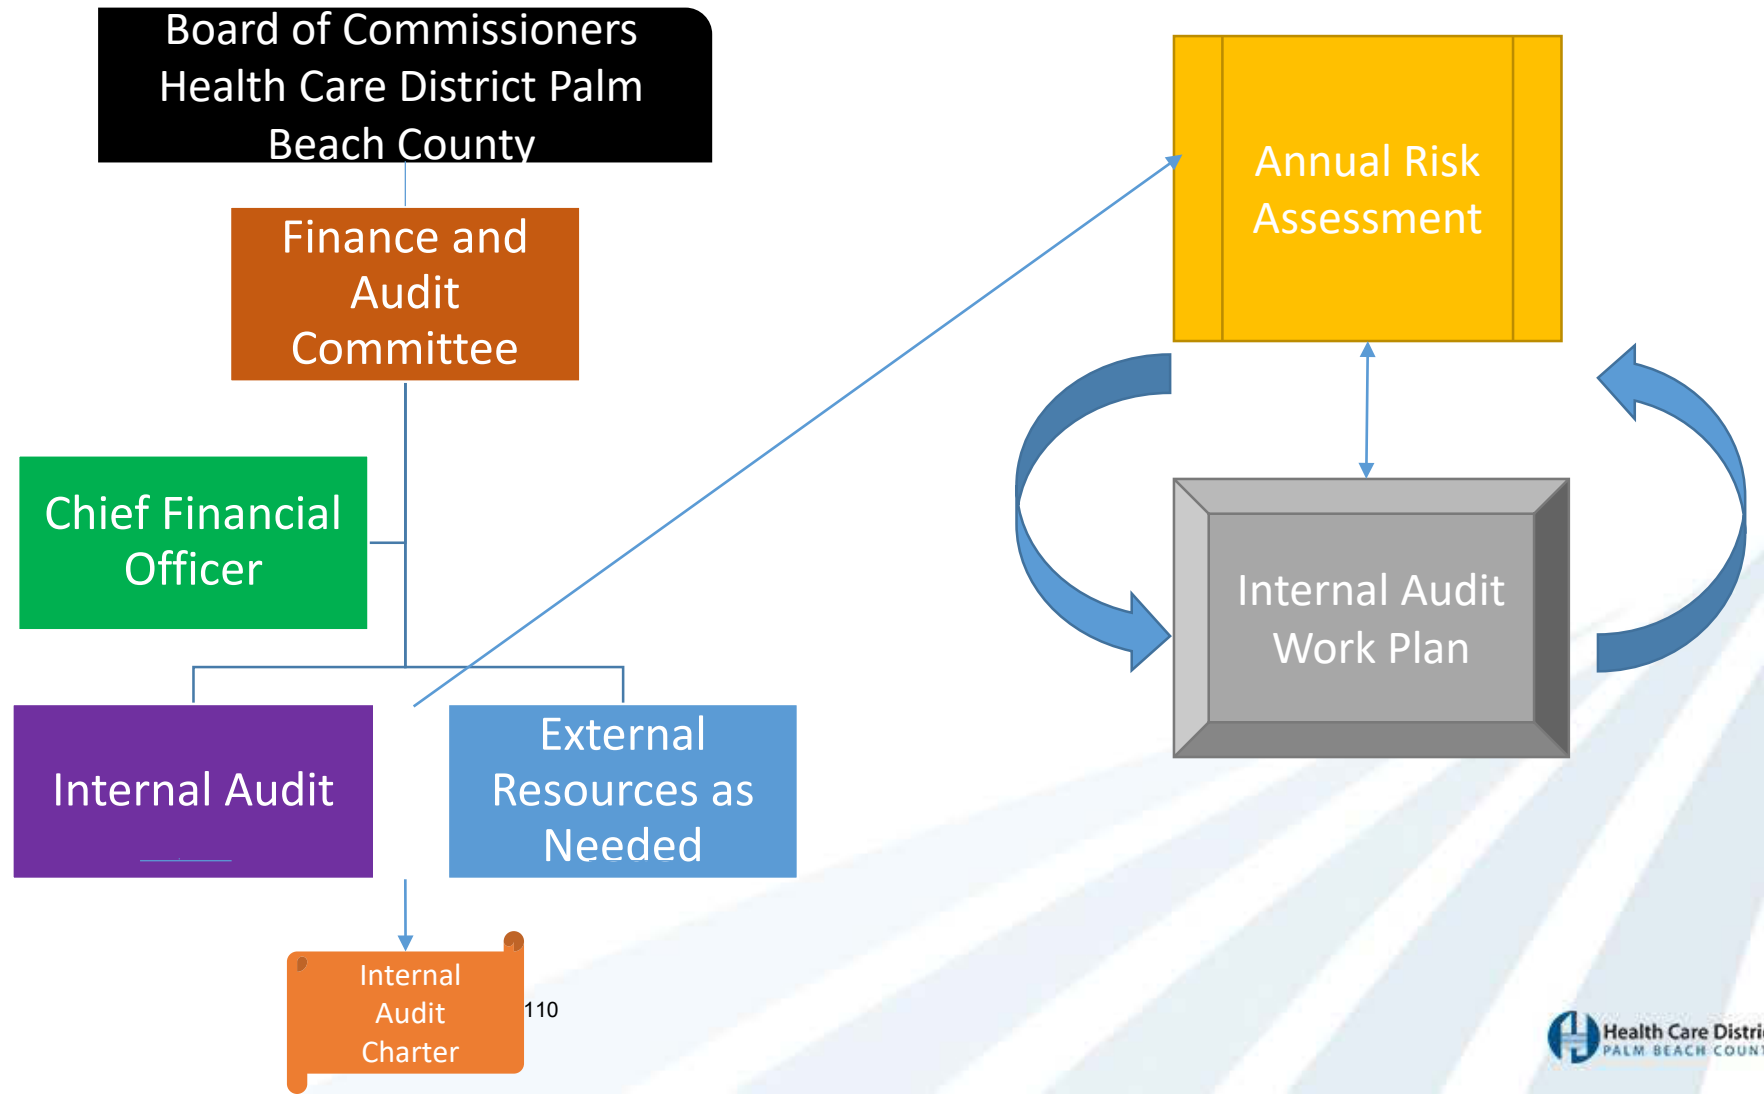 Board of Commissioners
Health Care District Palm
Beach County
Finance and
Audit
Committee
Chief Financial
Officer
Internal Audit
External
Resources as
Needed
Internal
Audit
Charter
110
Annual Risk
Assessment
Internal Audit
Work Plan
Health Care Distri
PALM BEACH COUNT